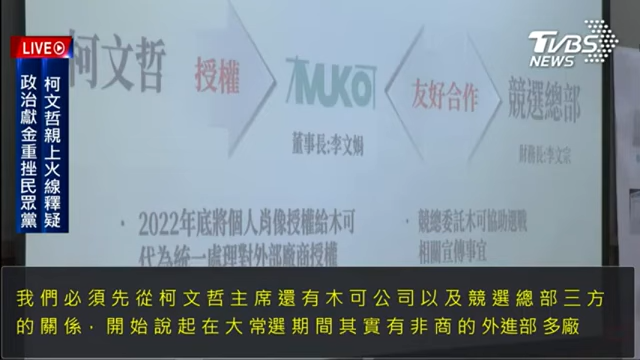 LIVE
TVBS
NEWS
柯文哲親上火線釋疑
政治獻金重挫民眾黨
柯文哲
授權
MUKO
友好合作
競選總部
董事長:李文娟
財務長:李文宗
· 2022年底將個人肖像授權給木可
代為統一處理對外部廠商授權
· 競總委託木可協助選戰
相關宣傳事宜
我們必須先從柯文哲主席還有木可公司以及競選總部三方
的關係，開始說起在大常選期間其實有非商的外進部多廠